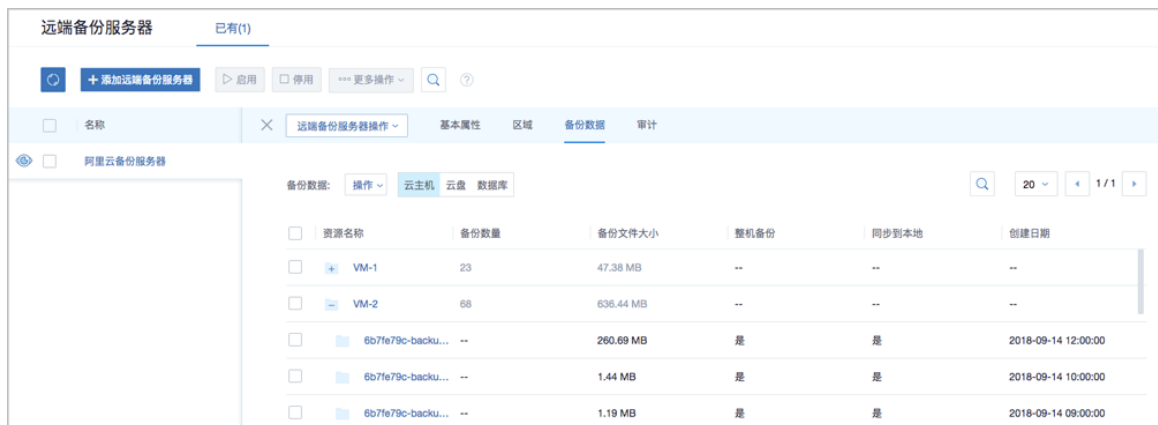 远端备份服务器 已有(1)
+ 添加远端备份服务器 启用 停用 更多操作
名称 远端备份服务器操作 基本属性 区域 备份数据 审计
阿里云备份服务器
备份数据: 操作 云主机 云盘 数据库 20 1 / 1
资源名称 备份数量 备份文件大小 整机备份 同步到本地 创建日期
VM-1 23 47.38 MB -- -- --
VM-2 68 636.44 MB -- -- --
6b7fe79c-backu... -- 260.69 MB 是 是 2018-09-14 12:00:00
6b7fe79c-backu... -- 1.44 MB 是 是 2018-09-14 10:00:00
6b7fe79c-backu... -- 1.19 MB 是 是 2018-09-14 09:00:00